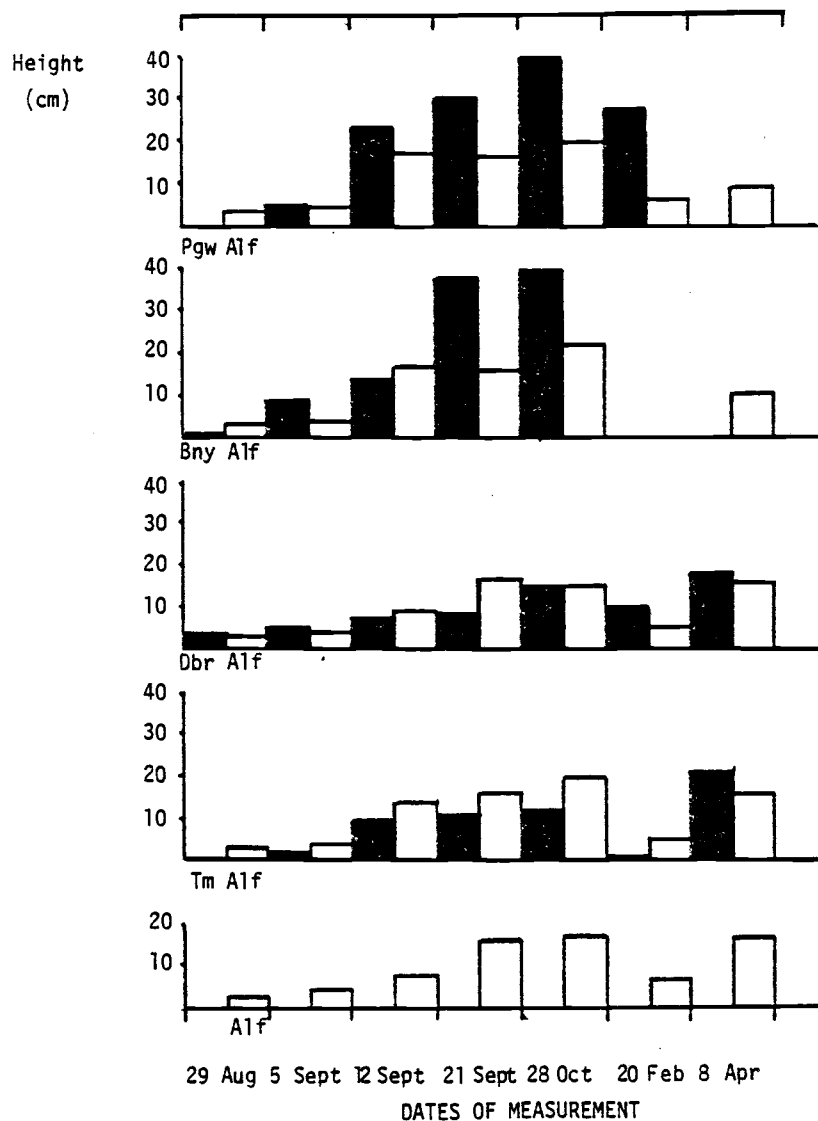 Height
(cm)
40
30
20
10
Pgw Alf
40
30
20
10
Bny Alf
40
30
20
10
Dbr Alf
40
30
20
10
Tm Alf
20
10
Alf
29 Aug 5 Sept 12 Sept 21 Sept 28 Oct 20 Feb 8 Apr
DATES OF MEASUREMENT